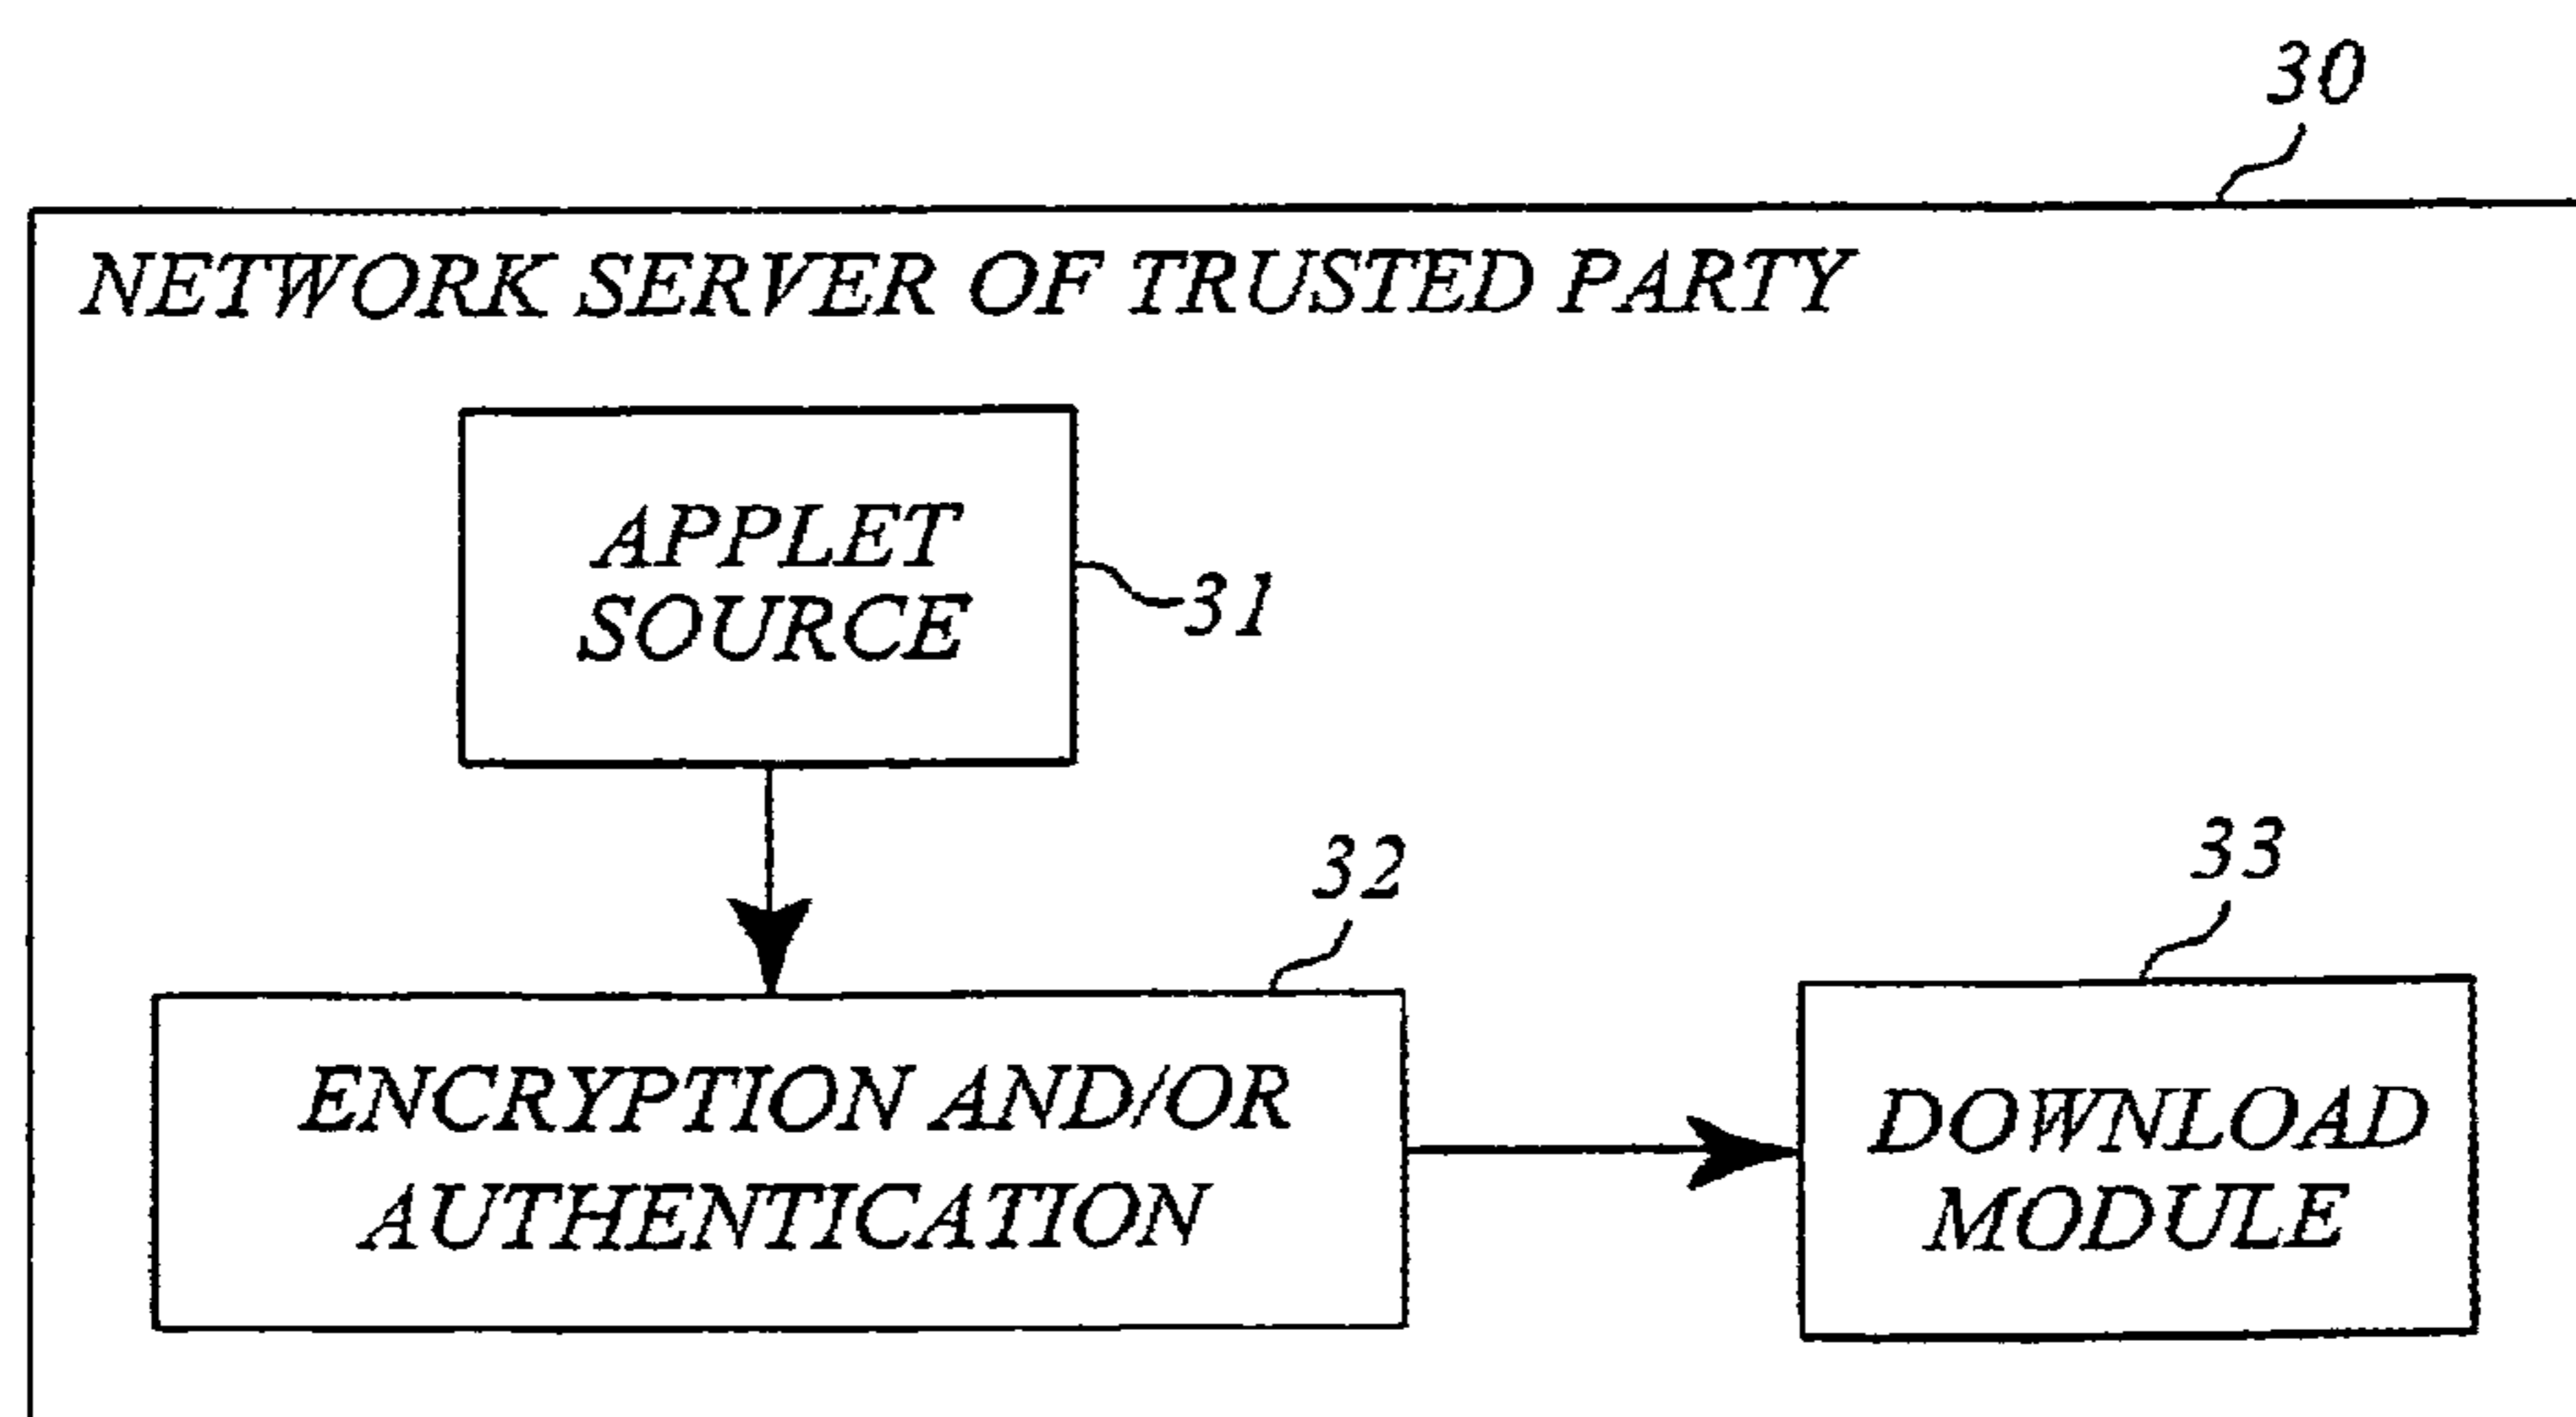 30
NETWORK SERVER OF TRUSTED PARTY
APPLET
SOURCE
31
32
33
ENCRYPTION AND/OR
AUTHENTICATION
DOWNLOAD
MODULE